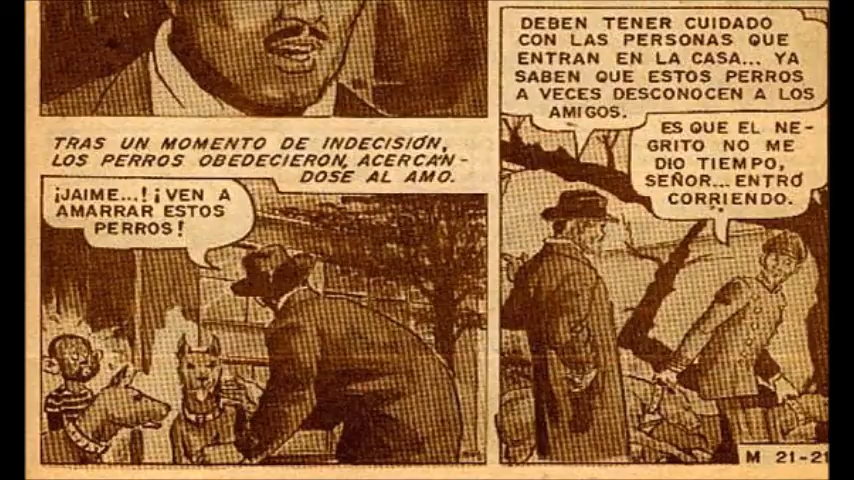 TRAS UN MOMENTO DE INDECISIÓN,
LOS PERROS OBEDECIERON, ACERCÁN-
DOSE AL AMO.
¡JAIME...! ¡VEN A
AMARRAR ESTOS
PERROS!
DEBEN TENER CUIDADO
CON LAS PERSONAS QUE
ENTRAN EN LA CASA... YA
SABEN QUE ESTOS PERROS
A VECES DESCONOCEN A LOS
AMIGOS.
ES QUE EL NE-
GRITO NO ME
DIO TIEMPO,
SEÑOR... ENTRÓ
CORRIENDO.
M 21-21